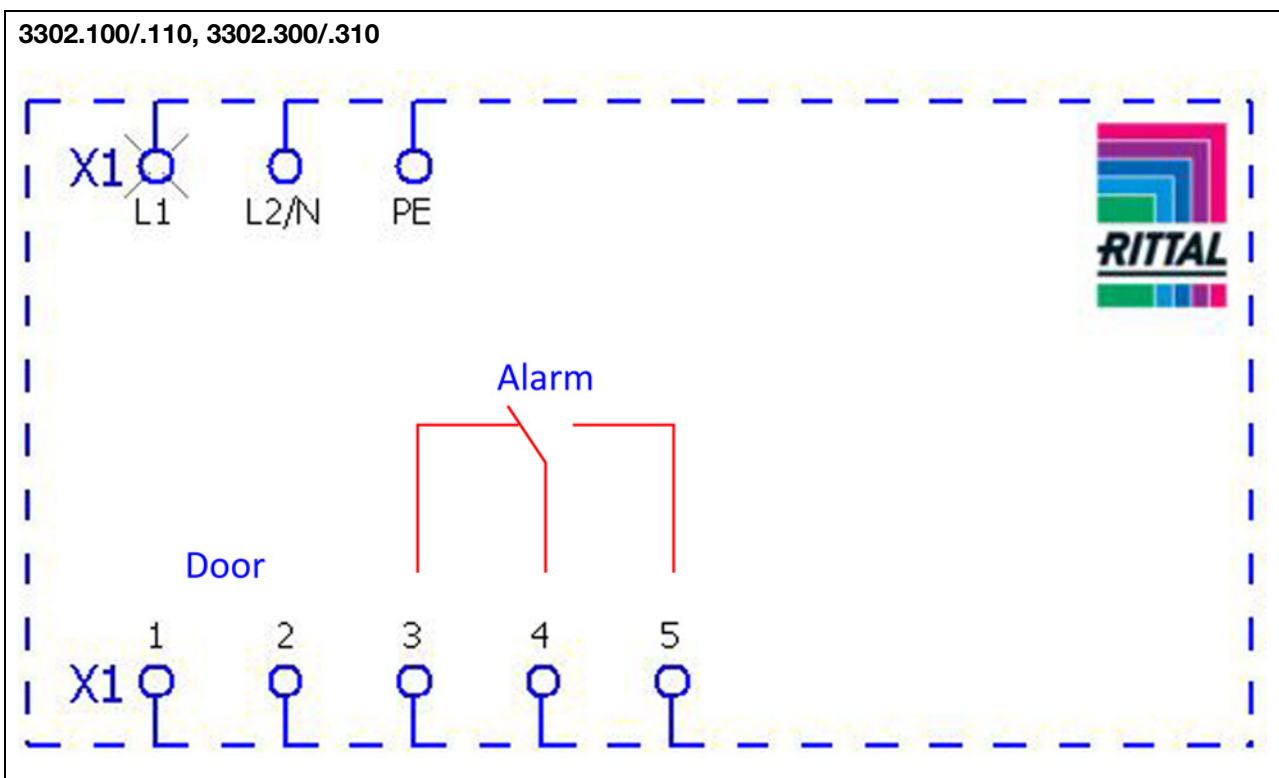 3302.100/.110, 3302.300/.310
X1
L1 L2/N PE
RITTAL
Alarm
Door
1 2 3 4 5
X1